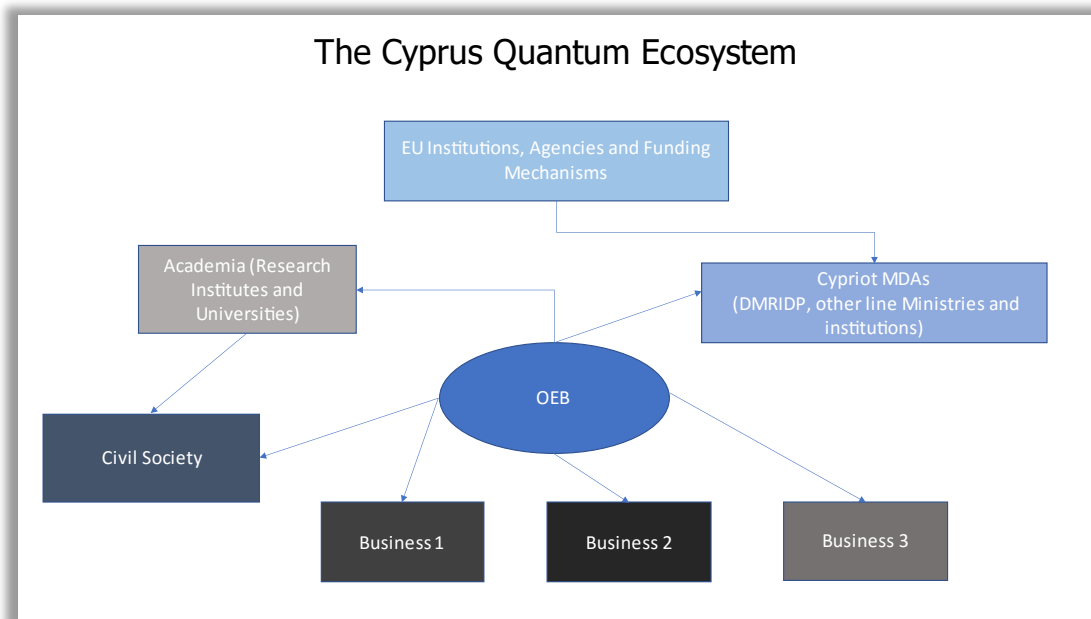 The Cyprus Quantum Ecosystem
EU Institutions, Agencies and Funding
Mechanisms
Academia (Research
Institutes and
Universities)
Cypriot MDAs
(DMRIDP, other line Ministries and
institutions)
OEB
Civil Society
Business 1
Business 2
Business 3